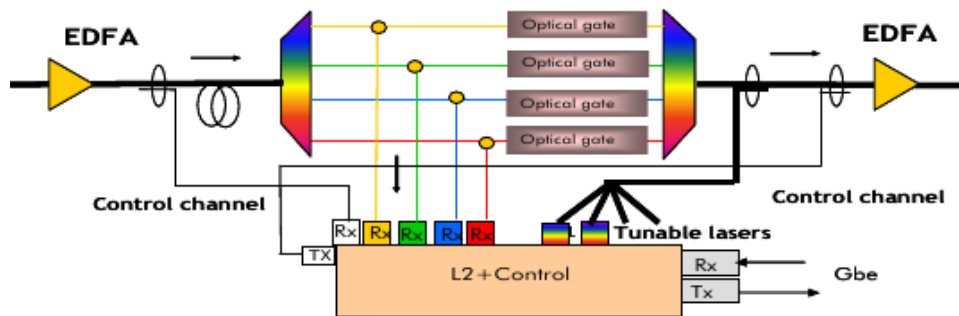 EDFA
EDFA
Optical gate
Optical gate
Optical gate
Optical gate
Control channel
Control channel
Rx
Rx
Rx
Rx
Rx
L
Tunable lasers
TX
L2+Control
Rx
Tx
Gbe